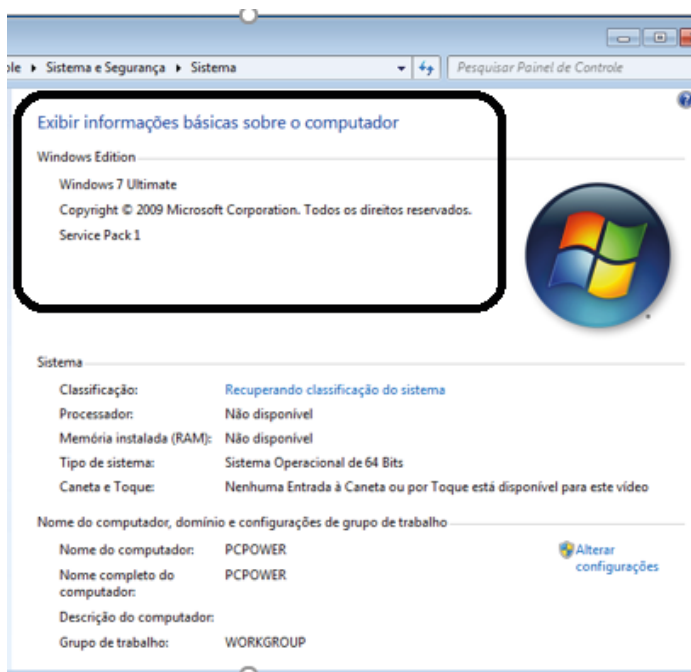 Sistema e Segurança Sistema Pesquisar Painel de Controle
Exibir informações básicas sobre o computador
Windows Edition
Windows 7 Ultimate
Copyright © 2009 Microsoft Corporation. Todos os direitos reservados.
Service Pack 1
Sistema
Classificação: Recuperando classificação do sistema
Processador: Não disponível
Memória instalada (RAM): Não disponível
Tipo de sistema: Sistema Operacional de 64 Bits
Caneta e Toque: Nenhuma Entrada à Caneta ou por Toque está disponível para este vídeo
Nome do computador, domínio e configurações de grupo de trabalho
Nome do computador: PCPOWER
Alterar
configurações
Nome completo do
computador: PCPOWER
Descrição do computador:
Grupo de trabalho: WORKGROUP